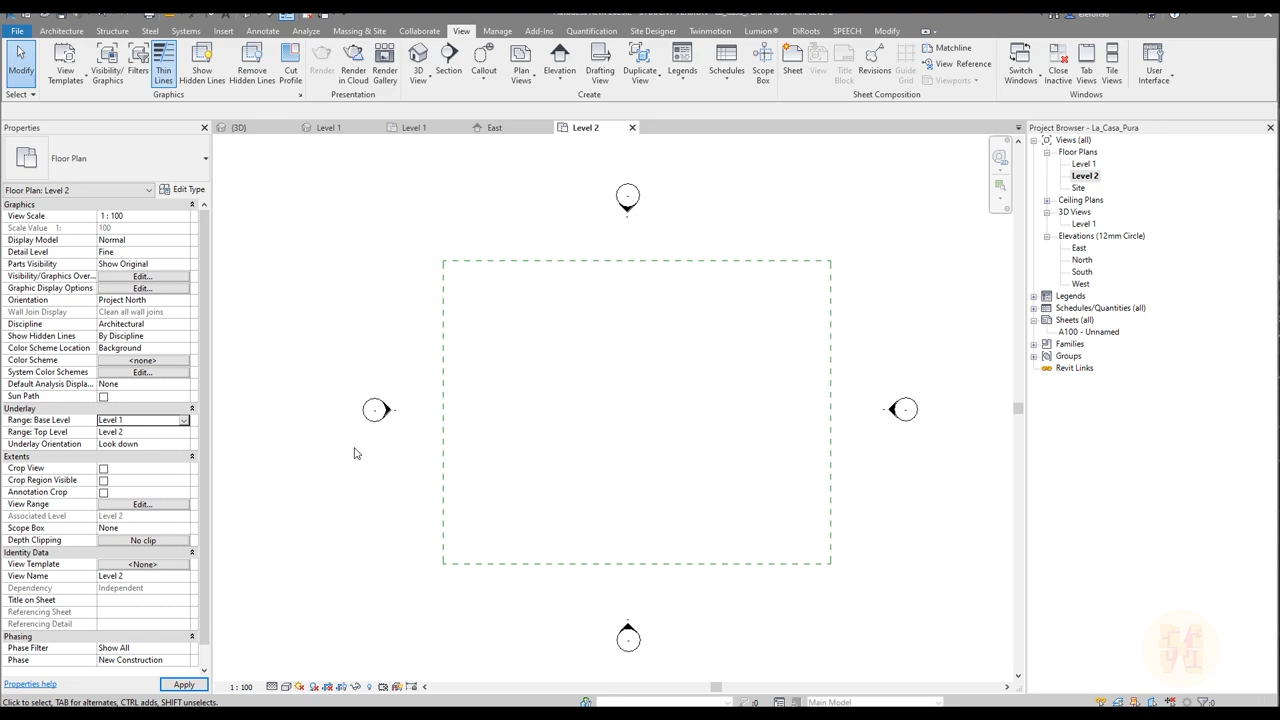 File Architecture Structure Steel Systems Insert Annotate Analyze Massing & Site Collaborate View Manage Add-Ins Quantification Site Designer Twinmotion Lumion® DiRoots SPEECH Modify
Modify View Templates Visibility/ Graphics Filters Thin Lines Show Hidden Lines Remove Hidden Lines Cut Profile Render Render in Cloud Render Gallery 3D View Section Callout Plan Views Elevation Drafting View Duplicate View Legends Schedules Scope Box Sheet View Title Block Revisions Guide Grid Matchline View Reference Viewports Switch Windows Close Inactive Tab Views Tile Views User Interface
Select Graphics Presentation Create Sheet Composition Windows
Properties
Floor Plan
Floor Plan: Level 2 Edit Type
Graphics
View Scale 1 : 100
Scale Value 1: 100
Display Model Normal
Detail Level Fine
Parts Visibility Show Original
Visibility/Graphics Over... Edit...
Graphic Display Options Edit...
Orientation Project North
Wall Join Display Clean all wall joins
Discipline Architectural
Show Hidden Lines By Discipline
Color Scheme Location Background
Color Scheme <none>
System Color Schemes Edit...
Default Analysis Displa... None
Sun Path
Underlay
Range: Base Level Level 1
Range: Top Level Level 2
Underlay Orientation Look down
Extents
Crop View
Crop Region Visible
Annotation Crop
View Range Edit...
Associated Level Level 2
Scope Box None
Depth Clipping No clip
Identity Data
View Template <None>
View Name Level 2
Dependency Independent
Title on Sheet
Referencing Sheet
Referencing Detail
Phasing
Phase Filter Show All
Phase New Construction
Properties help Apply
{3D} Level 1 Level 1 East Level 2
2D
1 : 100
Project Browser - La_Casa_Pura
Views (all)
Floor Plans
Level 1
Level 2
Site
Ceiling Plans
3D Views
Level 1
Elevations (12mm Circle)
East
North
South
West
Legends
Schedules/Quantities (all)
Sheets (all)
A100 - Unnamed
Families
Groups
Revit Links
Click to select, TAB for alternates, CTRL adds, SHIFT unselects. :0 Main Model :0